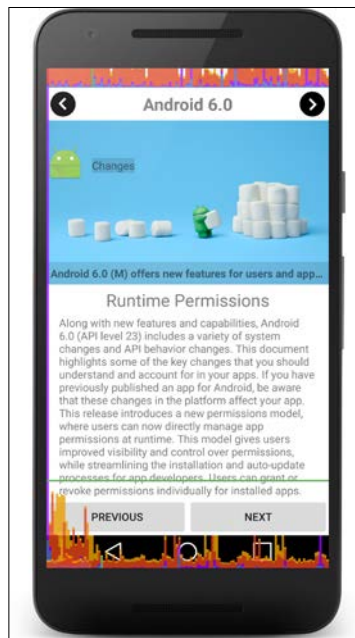 Android 6.0
Changes
Android 6.0 (M) offers new features for users and app...
Runtime Permissions
Along with new features and capabilities, Android
6.0 (API level 23) includes a variety of system
changes and API behavior changes. This document
highlights some of the key changes that you should
understand and account for in your apps. If you have
previously published an app for Android, be aware
that these changes in the platform affect your app.
This release introduces a new permissions model,
where users can now directly manage app
permissions at runtime. This model gives users
improved visibility and control over permissions,
while streamlining the installation and auto-update
processes for app developers. Users can grant or
revoke permissions individually for installed apps.
PREVIOUS
NEXT